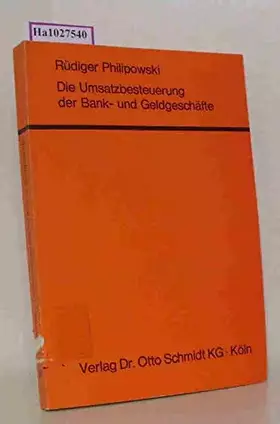 Ha1027540
Rüdiger Philipowski
Die Umsatzbesteuerung
der Bank- und Geldgeschäfte
Verlag Dr. Otto Schmidt KG · Köln